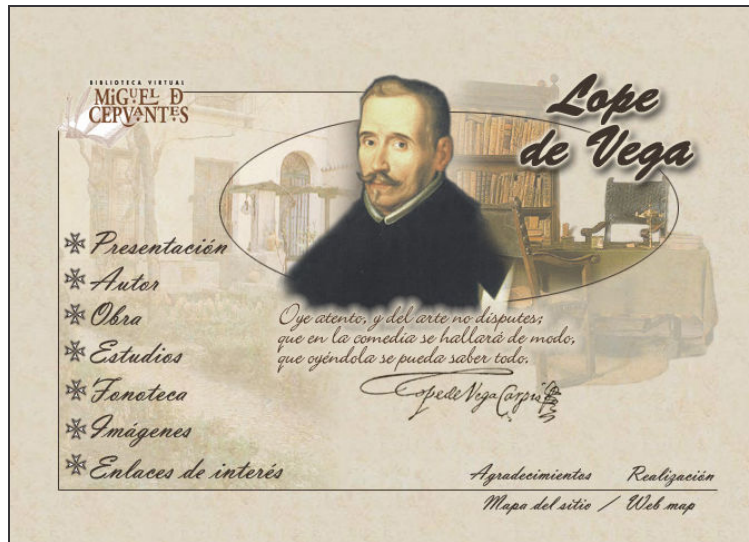 BIBLIOTECA VIRTUAL
MIGUEL D
CERVANTES
Lope
de Vega
Presentación
Autor
Obra
Estudios
Fonoteca
Imágenes
Enlaces de interés
Oye atento, y del arte no disputes;
que en la comedia se hallará de modo,
que oyéndola se pueda saber todo.
Lope de Vega Carpio
Agradecimientos Realización
Mapa del sitio / Web map